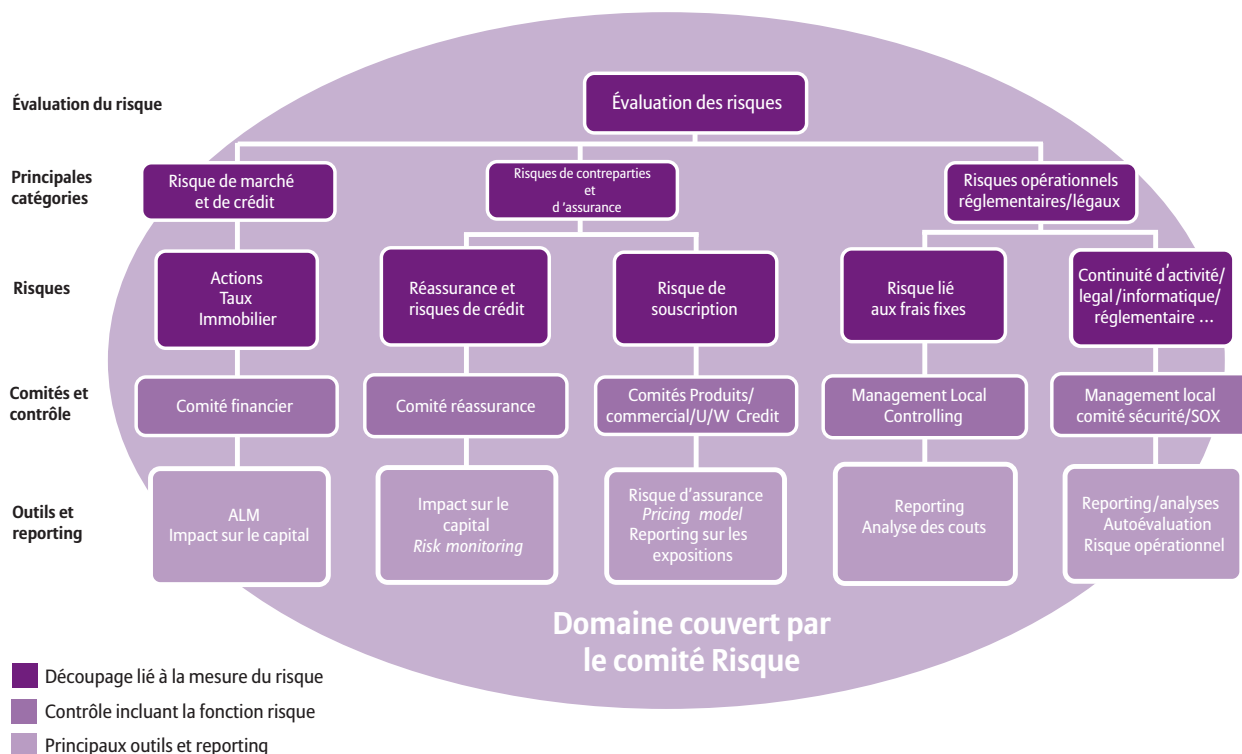 Évaluation du risque
Évaluation des risques
Principales
catégories
Risque de marché
et de crédit
Risques de contreparties
et
d 'assurance
Risques opérationnels
réglementaires/légaux
Risques
Actions
Taux
Immobilier
Réassurance et
risques de crédit
Risque de
souscription
Risque lié
aux frais fixes
Continuité d'activité/
legal /informatique/
réglementaire ...
Comités et
contrôle
Comité financier
Comité réassurance
Comités Produits/
commercial/U/W Credit
Management Local
Controlling
Management local
comité sécurité/SOX
Outils et
reporting
ALM
Impact sur le capital
Impact sur le
capital
Risk monitoring
Risque d'assurance
Pricing model
Reporting sur les
expositions
Reporting
Analyse des couts
Reporting/analyses
Autoévaluation
Risque opérationnel
Domaine couvert par
le comité Risque
Découpage lié à la mesure du risque
Contrôle incluant la fonction risque
Principaux outils et reporting